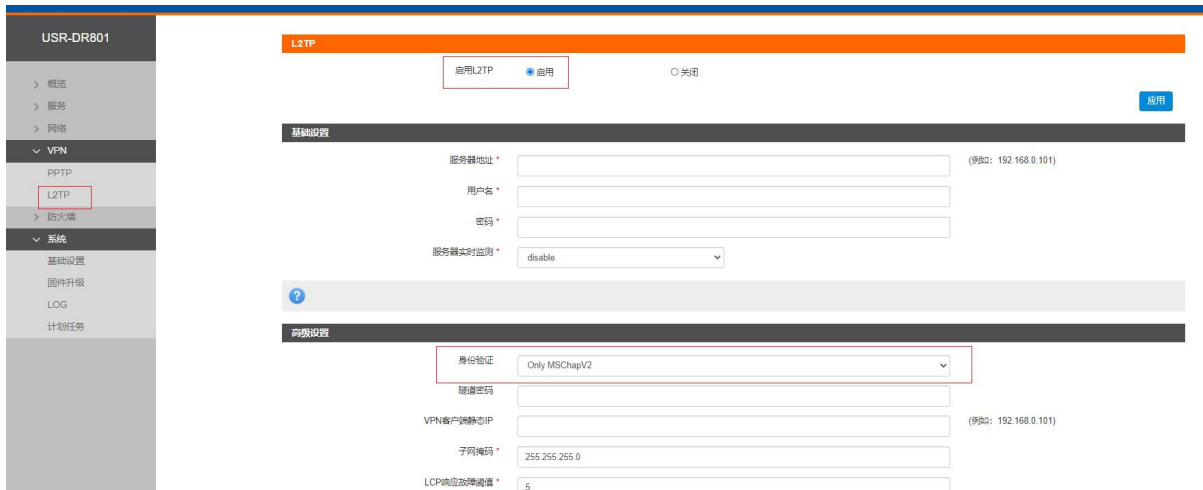 USR-DR801
> 概览
> 服务
> 网络
VPN
PPTP
L2TP
> 防火墙
系统
基础设置
固件升级
LOG
计划任务
L2TP
启用L2TP 启用 关闭
应用
基础设置
服务器地址 * (例如：192.168.0.101)
用户名 *
密码 *
服务器实时监测 * disable
?
高级设置
身份验证 Only MSChapV2
隧道密码
VPN客户端静态IP (例如：192.168.0.101)
子网掩码 * 255.255.255.0
LCP响应故障阈值 * 5